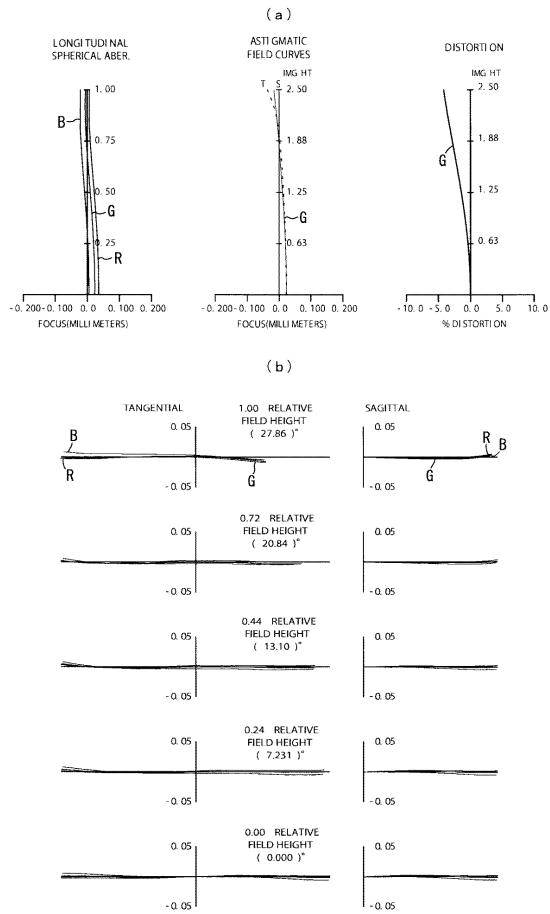 (a)
LONGITUDINAL
SPHERICAL ABER.
1.00
B
0.75
0.50
G
0.25
R
-0.200 -0.100 0.0 0.100 0.200
FOCUS(MILLIMETERS)
ASTIGMATIC
FIELD CURVES
IMG HT
T S
2.50
1.88
1.25
G
0.63
-0.200 -0.100 0.0 0.100 0.200
FOCUS(MILLIMETERS)
DISTORTION
IMG HT
2.50
1.88
G
1.25
0.63
-10.0 -5.0 0.0 5.0 10.0
% DISTORTION
(b)
TANGENTIAL 1.00 RELATIVE SAGITTAL
FIELD HEIGHT
(27.86)°
0.05 0.05
B R B
R G G
-0.05 -0.05
0.72 RELATIVE
FIELD HEIGHT
(20.84)°
0.05 0.05
-0.05 -0.05
0.44 RELATIVE
FIELD HEIGHT
(13.10)°
0.05 0.05
-0.05 -0.05
0.24 RELATIVE
FIELD HEIGHT
(7.231)°
0.05 0.05
-0.05 -0.05
0.00 RELATIVE
FIELD HEIGHT
(0.000)°
0.05 0.05
-0.05 -0.05